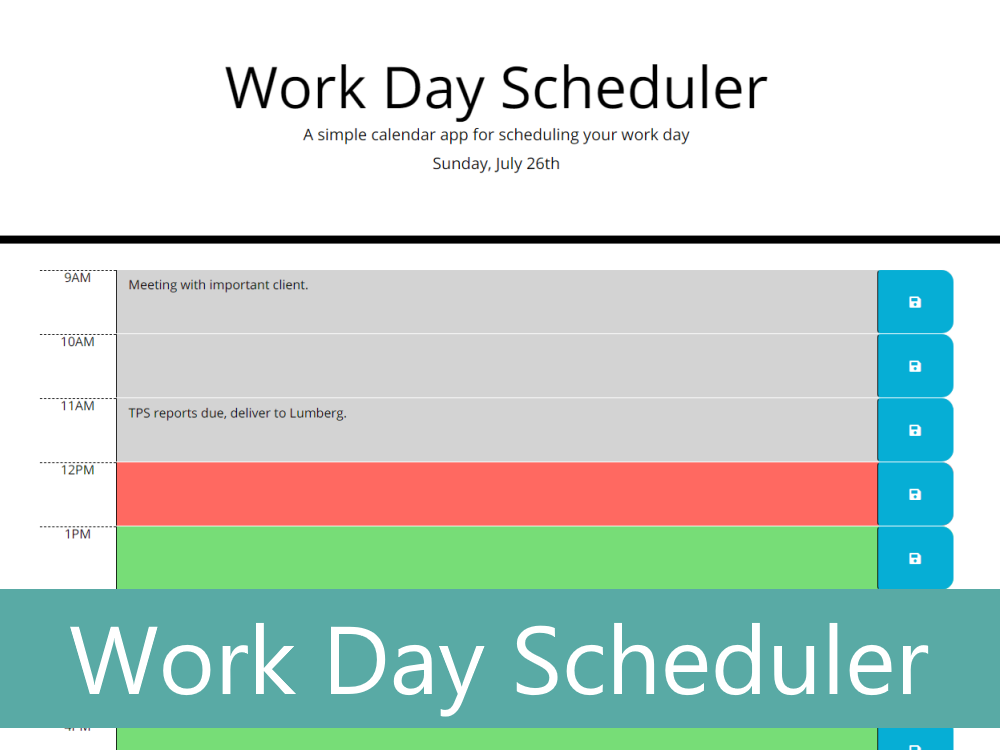 Work Day Scheduler
A simple calendar app for scheduling your work day
Sunday, July 26th
9AM
Meeting with important client.
10AM
11AM
TPS reports due, deliver to Lumberg.
12PM
1PM
Work Day Scheduler
4PM